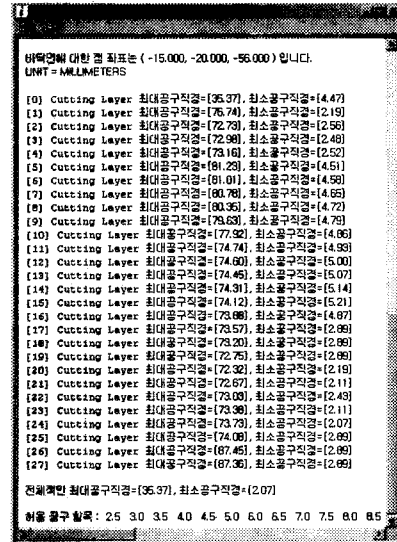 바닥면에 대한 점 좌표는 ( -15.000, -20.000, -56.000 ) 입니다.
UNIT = MILLIMETERS
[0] Cutting Layer 최대공구직경=[35.37], 최소공구직경=[4.47]
[1] Cutting Layer 최대공구직경=[76.74], 최소공구직경=[2.19]
[2] Cutting Layer 최대공구직경=[72.73], 최소공구직경=[2.56]
[3] Cutting Layer 최대공구직경=[72.98], 최소공구직경=[2.48]
[4] Cutting Layer 최대공구직경=[73.16], 최소공구직경=[2.52]
[5] Cutting Layer 최대공구직경=[81.23], 최소공구직경=[4.51]
[6] Cutting Layer 최대공구직경=[81.01], 최소공구직경=[4.58]
[7] Cutting Layer 최대공구직경=[80.78], 최소공구직경=[4.65]
[8] Cutting Layer 최대공구직경=[80.35], 최소공구직경=[4.72]
[9] Cutting Layer 최대공구직경=[79.63], 최소공구직경=[4.79]
[10] Cutting Layer 최대공구직경=[77.92], 최소공구직경=[4.86]
[11] Cutting Layer 최대공구직경=[74.74], 최소공구직경=[4.93]
[12] Cutting Layer 최대공구직경=[74.60], 최소공구직경=[5.00]
[13] Cutting Layer 최대공구직경=[74.45], 최소공구직경=[5.07]
[14] Cutting Layer 최대공구직경=[74.31], 최소공구직경=[5.14]
[15] Cutting Layer 최대공구직경=[74.12], 최소공구직경=[5.21]
[16] Cutting Layer 최대공구직경=[73.88], 최소공구직경=[4.87]
[17] Cutting Layer 최대공구직경=[73.57], 최소공구직경=[2.89]
[18] Cutting Layer 최대공구직경=[73.20], 최소공구직경=[2.89]
[19] Cutting Layer 최대공구직경=[72.75], 최소공구직경=[2.89]
[20] Cutting Layer 최대공구직경=[72.32], 최소공구직경=[2.19]
[21] Cutting Layer 최대공구직경=[72.67], 최소공구직경=[2.11]
[22] Cutting Layer 최대공구직경=[73.03], 최소공구직경=[2.43]
[23] Cutting Layer 최대공구직경=[73.38], 최소공구직경=[2.11]
[24] Cutting Layer 최대공구직경=[73.73], 최소공구직경=[2.07]
[25] Cutting Layer 최대공구직경=[74.08], 최소공구직경=[2.89]
[26] Cutting Layer 최대공구직경=[87.45], 최소공구직경=[2.89]
[27] Cutting Layer 최대공구직경=[87.36], 최소공구직경=[2.89]
전체적인 최대공구직경=[35.37], 최소공구직경=[2.07]
허용 공구 항목 : 2.5 3.0 3.5 4.0 4.5 5.0 6.0 6.5 7.0 7.5 8.0 8.5